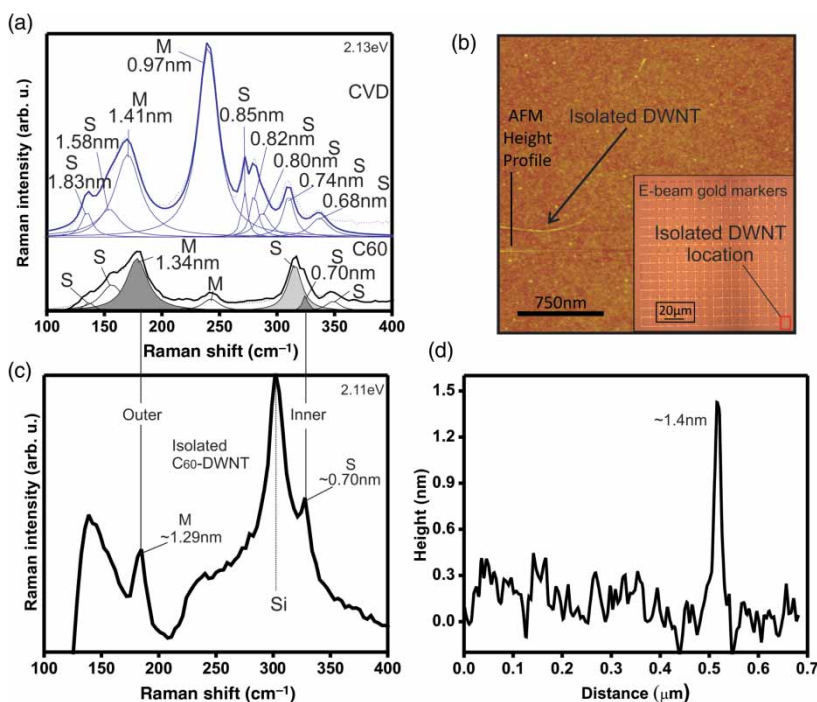 (a)
Raman intensity (arb. u.)
2.13eV
CVD
M
0.97nm
M
1.41nm
S
1.58nm
S
1.83nm
S
0.85nm
S
0.82nm
S
0.80nm
S
0.74nm
S
0.68nm
C60
M
1.34nm
S
S
M
S
0.70nm
S
100 150 200 250 300 350 400
Raman shift (cm⁻¹)
(b)
Isolated DWNT
AFM
Height
Profile
750nm
E-beam gold markers
Isolated DWNT
location
20μm
(c)
Raman intensity (arb. u.)
2.11eV
Outer
Inner
Isolated
C60-DWNT
S
~0.70nm
M
~1.29nm
Si
100 150 200 250 300 350 400
Raman shift (cm⁻¹)
(d)
Height (nm)
1.5
1.2
0.9
0.6
0.3
0.0
~1.4nm
0.0 0.1 0.2 0.3 0.4 0.5 0.6 0.7
Distance (μm)